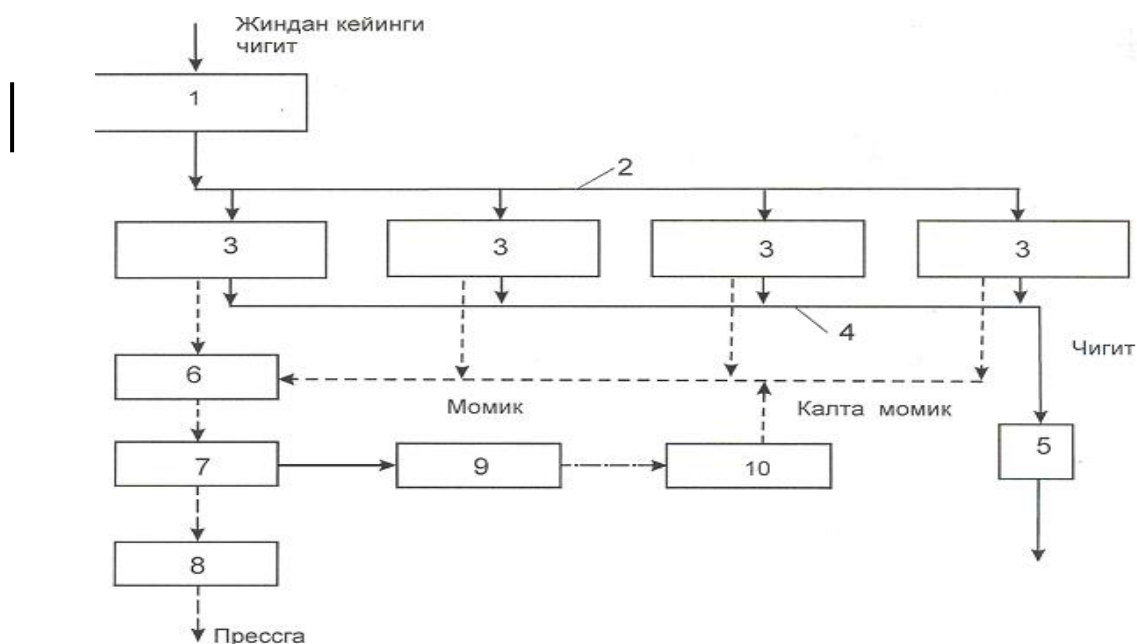 Жиндан кейинги
чигит
1
2
3 3 3 3
4
Чигит
6
Момик Калта момик
5
7 9 10
8
Прессга